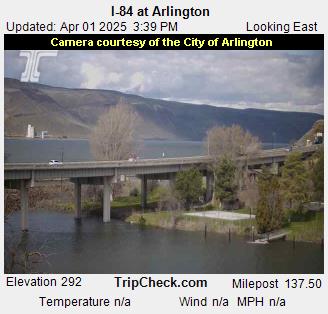 I-84 at Arlington
Updated: Apr 01 2025 3:39 PM Looking East
Camera courtesy of the City of Arlington
Elevation 292 TripCheck.com Milepost 137.50
Temperature n/a Wind n/a MPH n/a